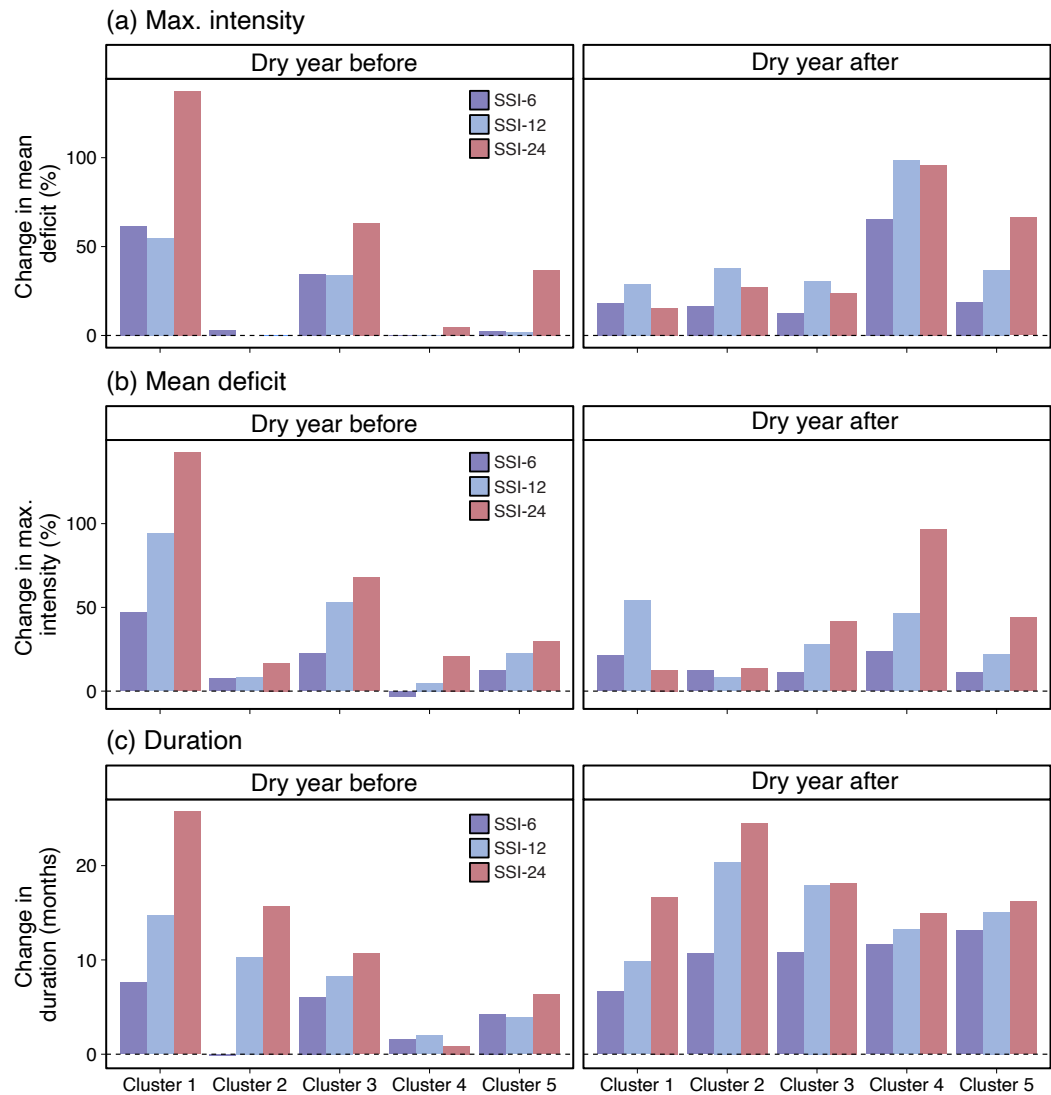 (a) Max. intensity
Dry year before
Dry year after
SSI-6
SSI-12
SSI-24
Change in mean
deficit (%)
100
50
0
(b) Mean deficit
Dry year before
Dry year after
SSI-6
SSI-12
SSI-24
Change in max.
intensity (%)
100
50
0
(c) Duration
Dry year before
Dry year after
SSI-6
SSI-12
SSI-24
Change in
duration (months)
20
10
0
Cluster 1 Cluster 2 Cluster 3 Cluster 4 Cluster 5
Cluster 1 Cluster 2 Cluster 3 Cluster 4 Cluster 5